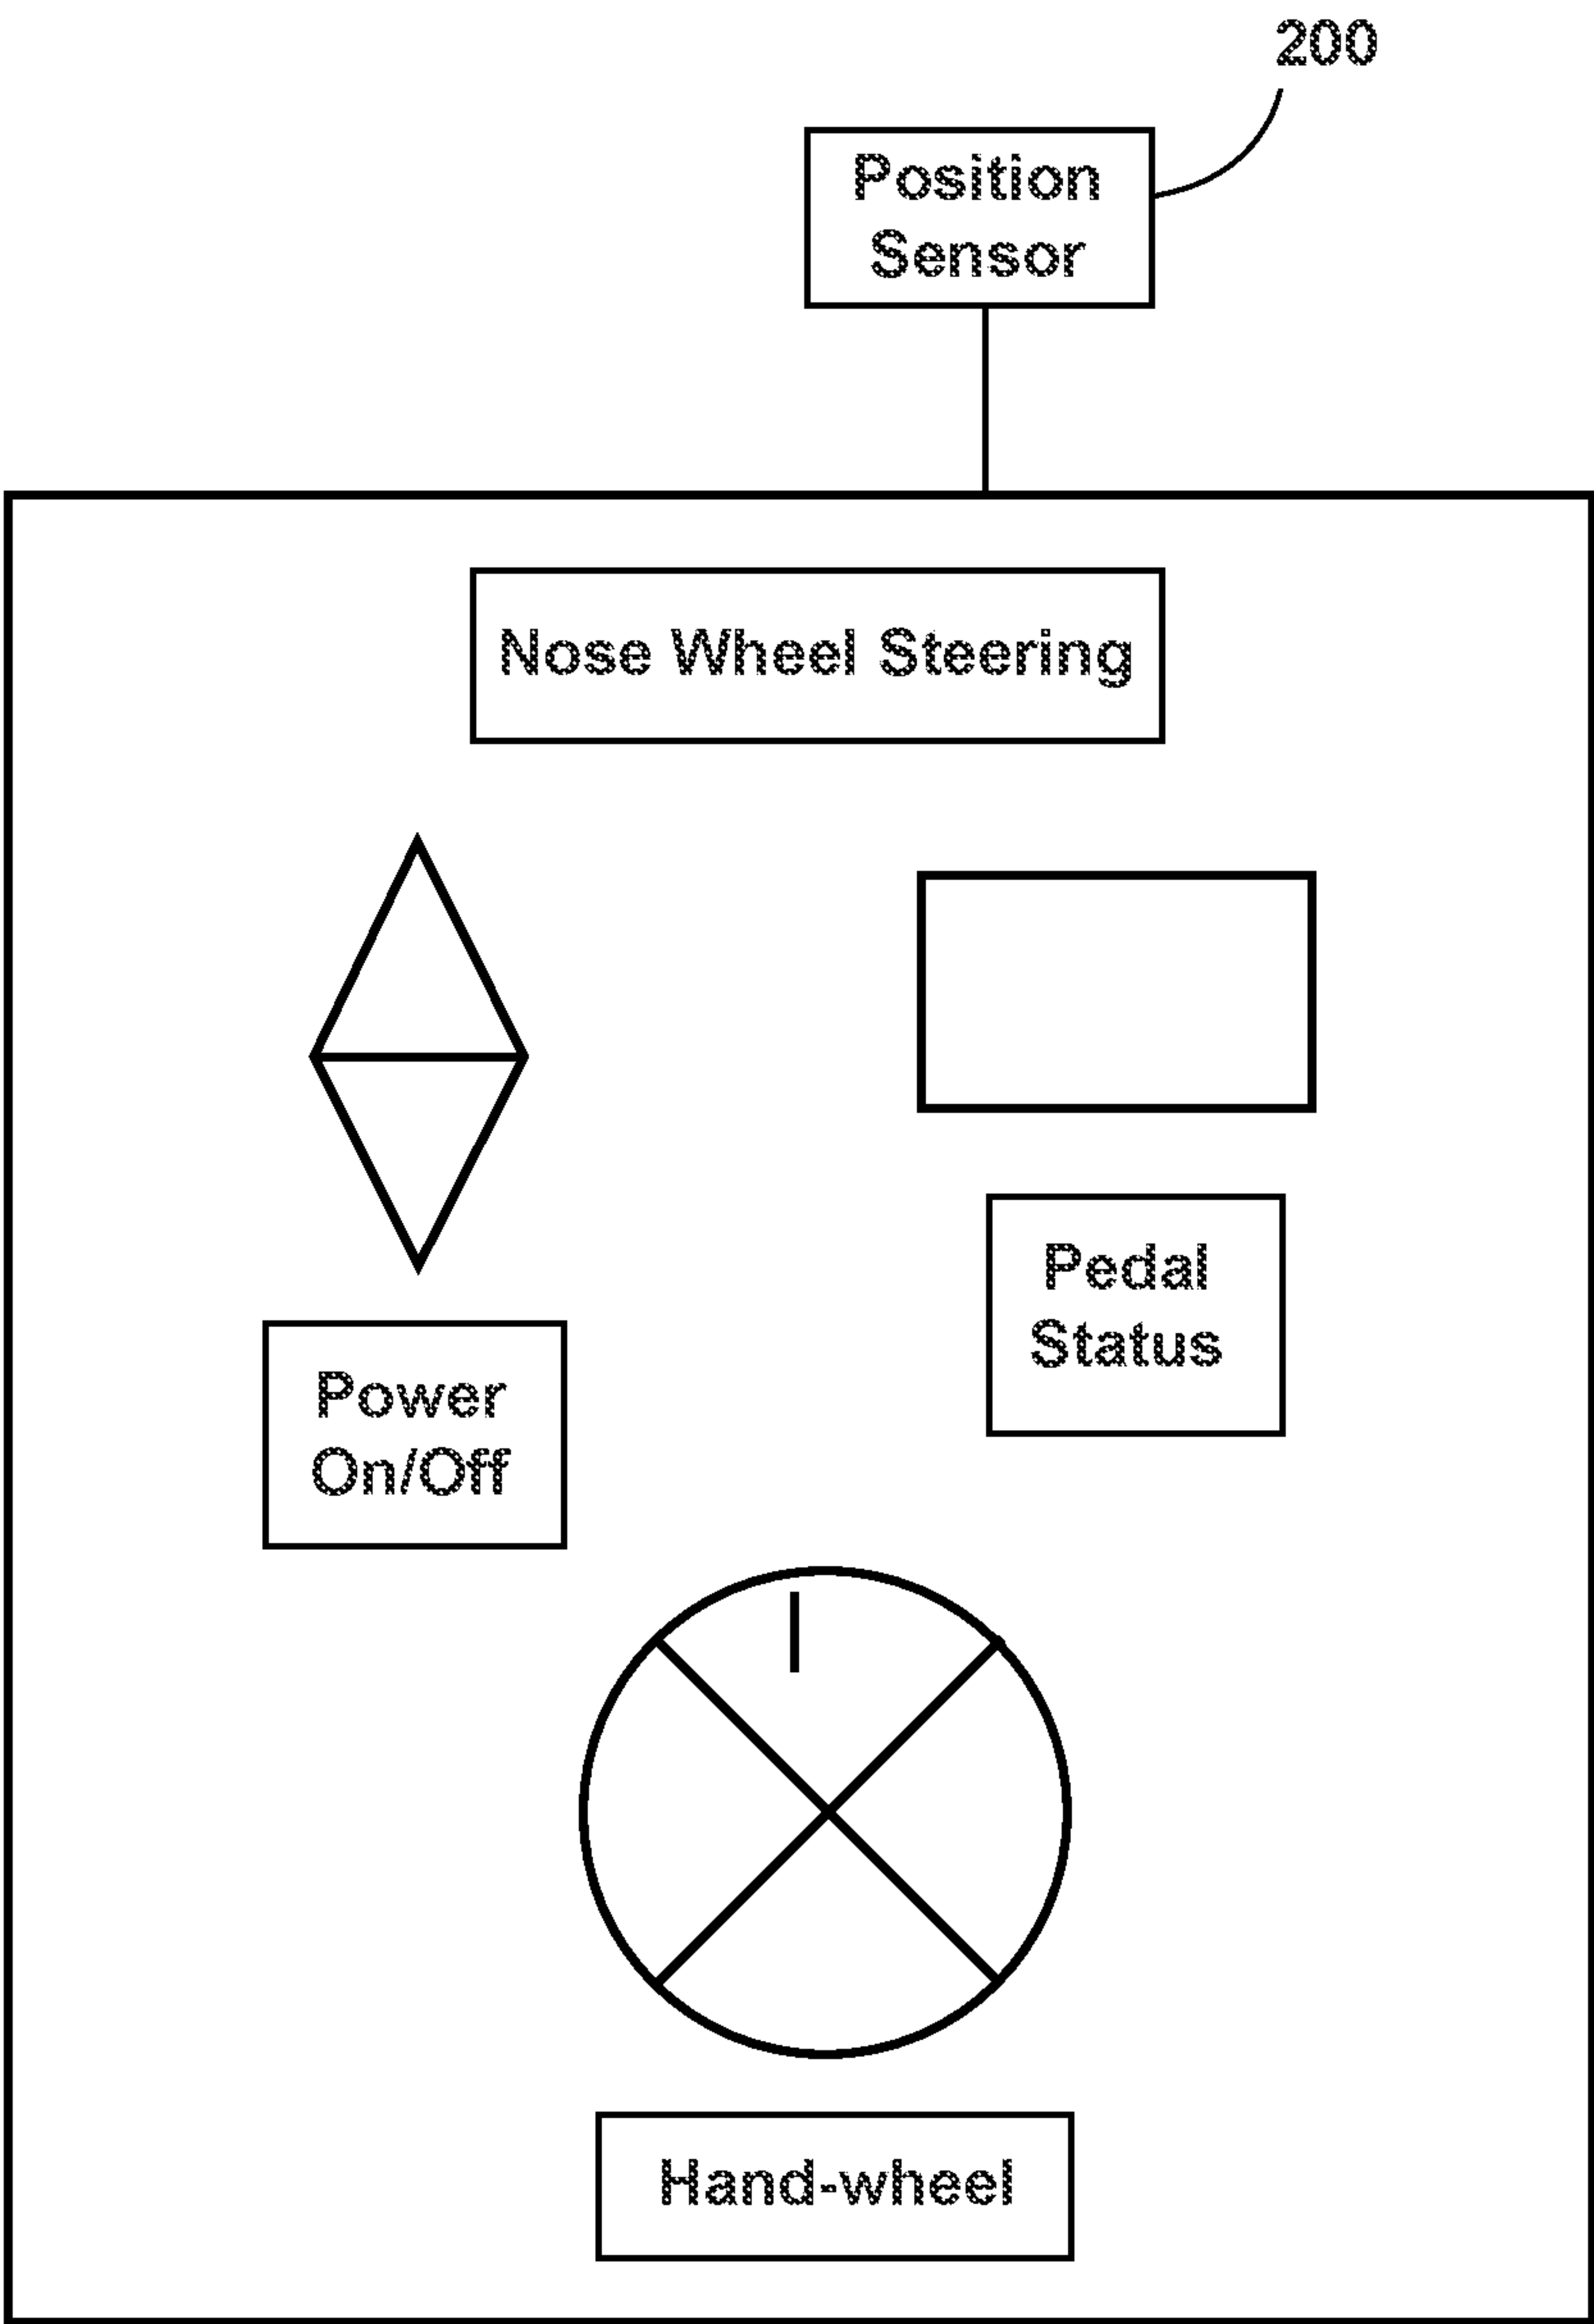 200
Position
Sensor
Nose Wheel Steering
Pedal
Status
Power
On/Off
Hand-wheel